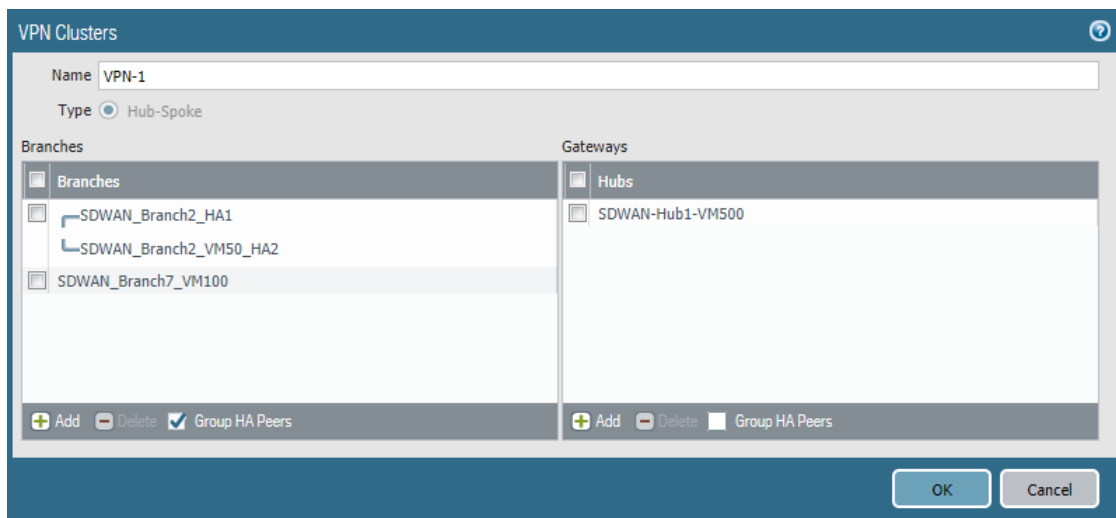 VPN Clusters
Name VPN-1
Type Hub-Spoke
Branches
Branches
SDWAN_Branch2_HA1
SDWAN_Branch2_VM50_HA2
SDWAN_Branch7_VM100
Add Delete Group HA Peers
Gateways
Hubs
SDWAN-Hub1-VM500
Add Delete Group HA Peers
OK Cancel